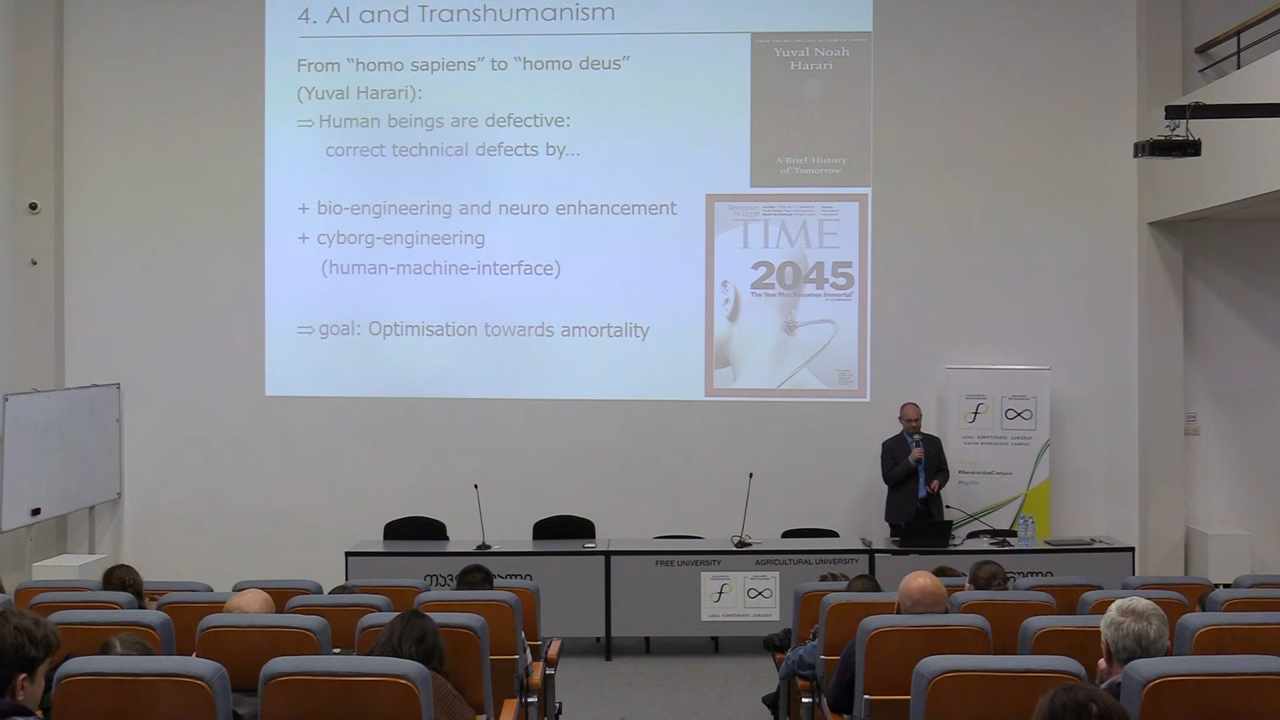 4. AI and Transhumanism
From “homo sapiens” to “homo deus”
(Yuval Harari):
⇒ Human beings are defective:
correct technical defects by...
+ bio-engineering and neuro enhancement
+ cyborg-engineering
(human-machine-interface)
⇒ goal: Optimisation towards amortality
Yuval Noah
Harari
A Brief History
of Tomorrow
TIME
2045
The Year Man Becomes Immortal
#BendukidzeCampus
FREE UNIVERSITY
AGRICULTURAL UNIVERSITY